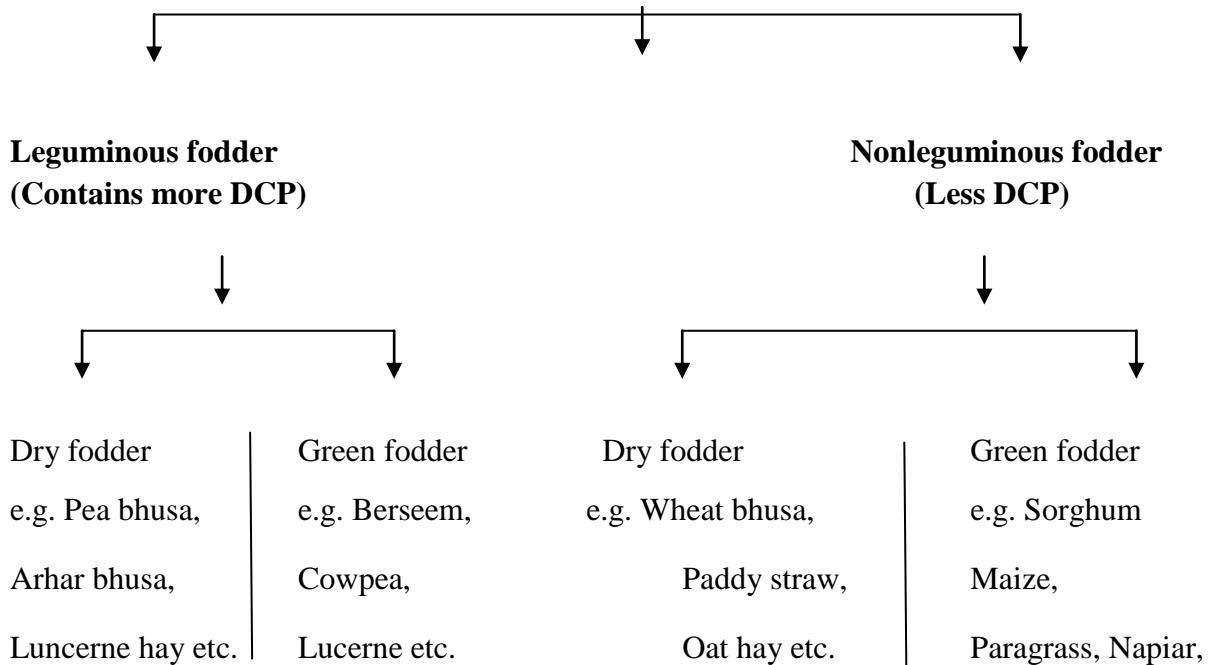 Leguminous fodder Nonleguminous fodder
(Contains more DCP) (Less DCP)
Dry fodder Green fodder Dry fodder Green fodder
e.g. Pea bhusa, e.g. Berseem, e.g. Wheat bhusa, e.g. Sorghum
Arhar bhusa, Cowpea, Paddy straw, Maize,
Luncerne hay etc. Lucerne etc. Oat hay etc. Paragrass, Napiar,